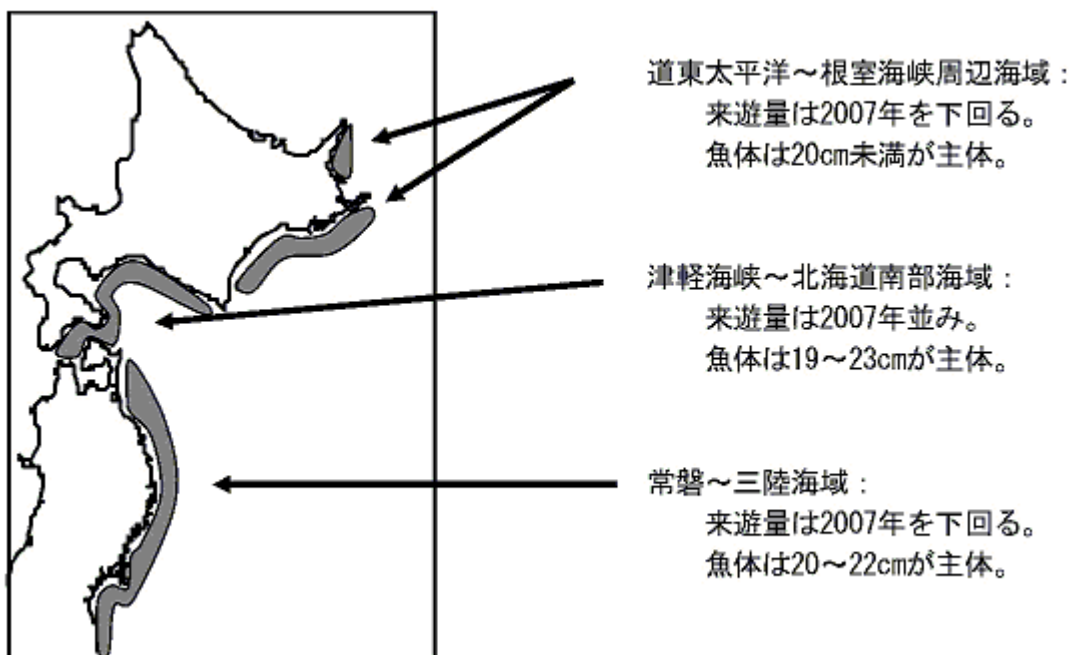 道東太平洋～根室海峡周辺海域：
来遊量は2007年を下回る。
魚体は20cm未満が主体。
津軽海峡～北海道南部海域：
来遊量は2007年並み。
魚体は19～23cmが主体。
常磐～三陸海域：
来遊量は2007年を下回る。
魚体は20～22cmが主体。